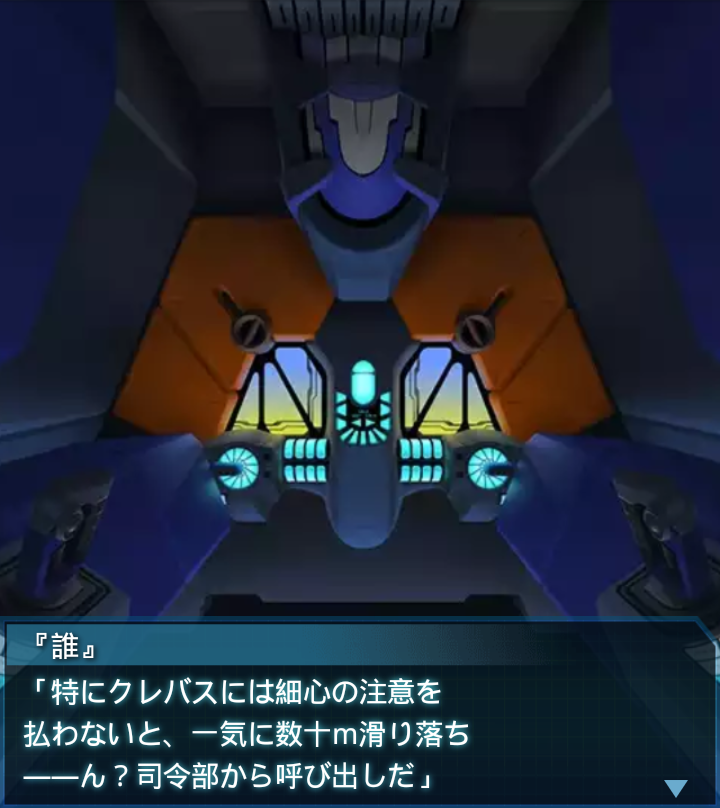 『誰』
「特にクレバスには細心の注意を
払わないと、一気に数十ｍ滑り落ち
――ん？司令部から呼び出しだ」